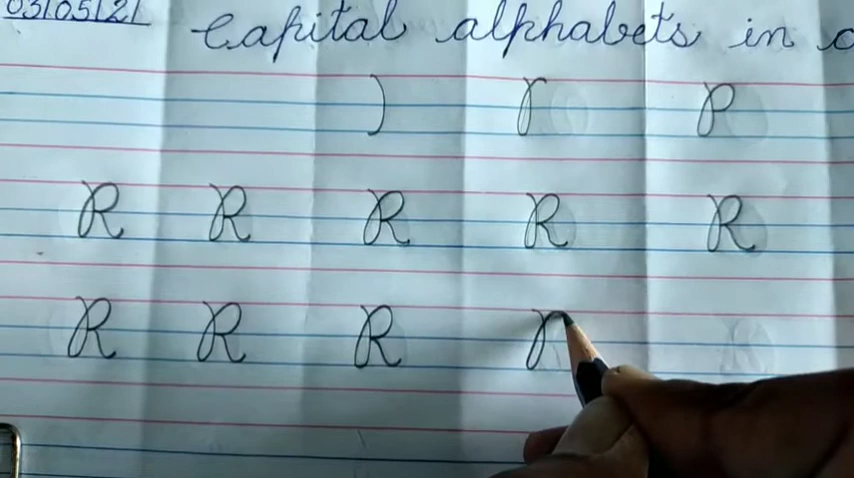 03/05/21
Capital alphabets in c
P
R R R R R
R R R